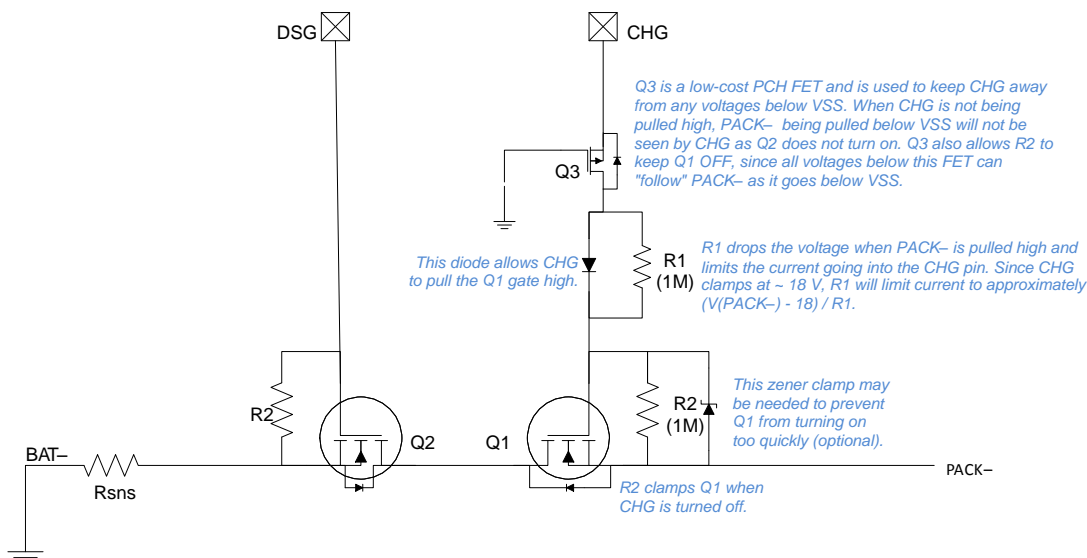 DSG
CHG
Q3 is a low-cost PCH FET and is used to keep CHG away
from any voltages below VSS. When CHG is not being
pulled high, PACK– being pulled below VSS will not be
seen by CHG as Q2 does not turn on. Q3 also allows R2 to
keep Q1 OFF, since all voltages below this FET can
"follow" PACK– as it goes below VSS.
Q3
This diode allows CHG
to pull the Q1 gate high.
R1
(1M)
R1 drops the voltage when PACK– is pulled high and
limits the current going into the CHG pin. Since CHG
clamps at ~ 18 V, R1 will limit current to approximately
(V(PACK–) - 18) / R1.
R2
Q2
Q1
R2
(1M)
This zener clamp may
be needed to prevent
Q1 from turning on
too quickly (optional).
BAT–
Rsns
R2 clamps Q1 when
CHG is turned off.
PACK–